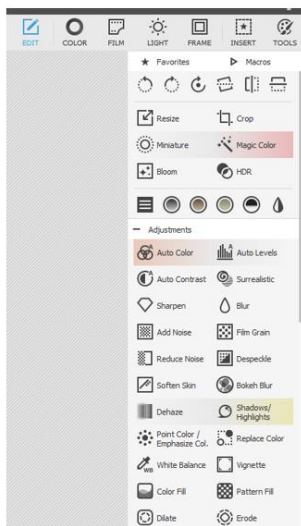 EDIT COLOR FILM LIGHT FRAME INSERT TOOLS
★ Favorites Macros
Resize Crop
Miniature Magic Color
Bloom HDR
− Adjustments
Auto Color Auto Levels
Auto Contrast Surrealistic
Sharpen Blur
Add Noise Film Grain
Reduce Noise Despeckle
Soften Skin Bokeh Blur
Dehaze Shadows/
Highlights
Point Color / Replace Color
Emphasize Col.
WB White Balance Vignette
Color Fill Pattern Fill
Dilate Erode